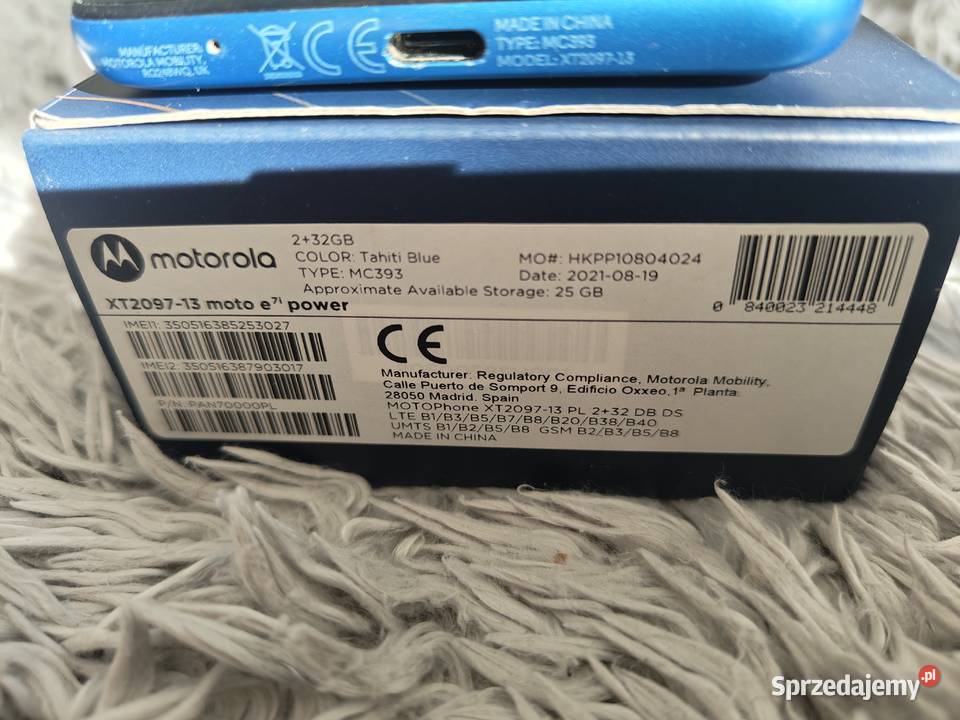 MADE IN CHINA
TYPE: MC393
MODEL: XT2097-13
MANUFACTURER:
MOTOROLA MOBILITY,
CE
motorola
2+32GB
COLOR: Tahiti Blue
TYPE: MC393
Approximate Available Storage: 25 GB
MO#: HKPP10804024
Date: 2021-08-19
0 840023 214448
XT2097-13 moto e⁷ⁱ power
IMEI1: 350516385253027
IMEI2: 350516387903017
P/N: PAN70000PL
CE
Manufacturer: Regulatory Compliance, Motorola Mobility,
Calle Puerto de Somport 9, Edificio Oxxeo,1ª Planta
28050 Madrid. Spain
MOTOPhone XT2097-13 PL 2+32 DB DS
LTE B1/B3/B5/B7/B8/B20/B38/B40
UMTS B1/B2/B5/B8 GSM B2/B3/B5/B8
MADE IN CHINA
Sprzedajemy.pl